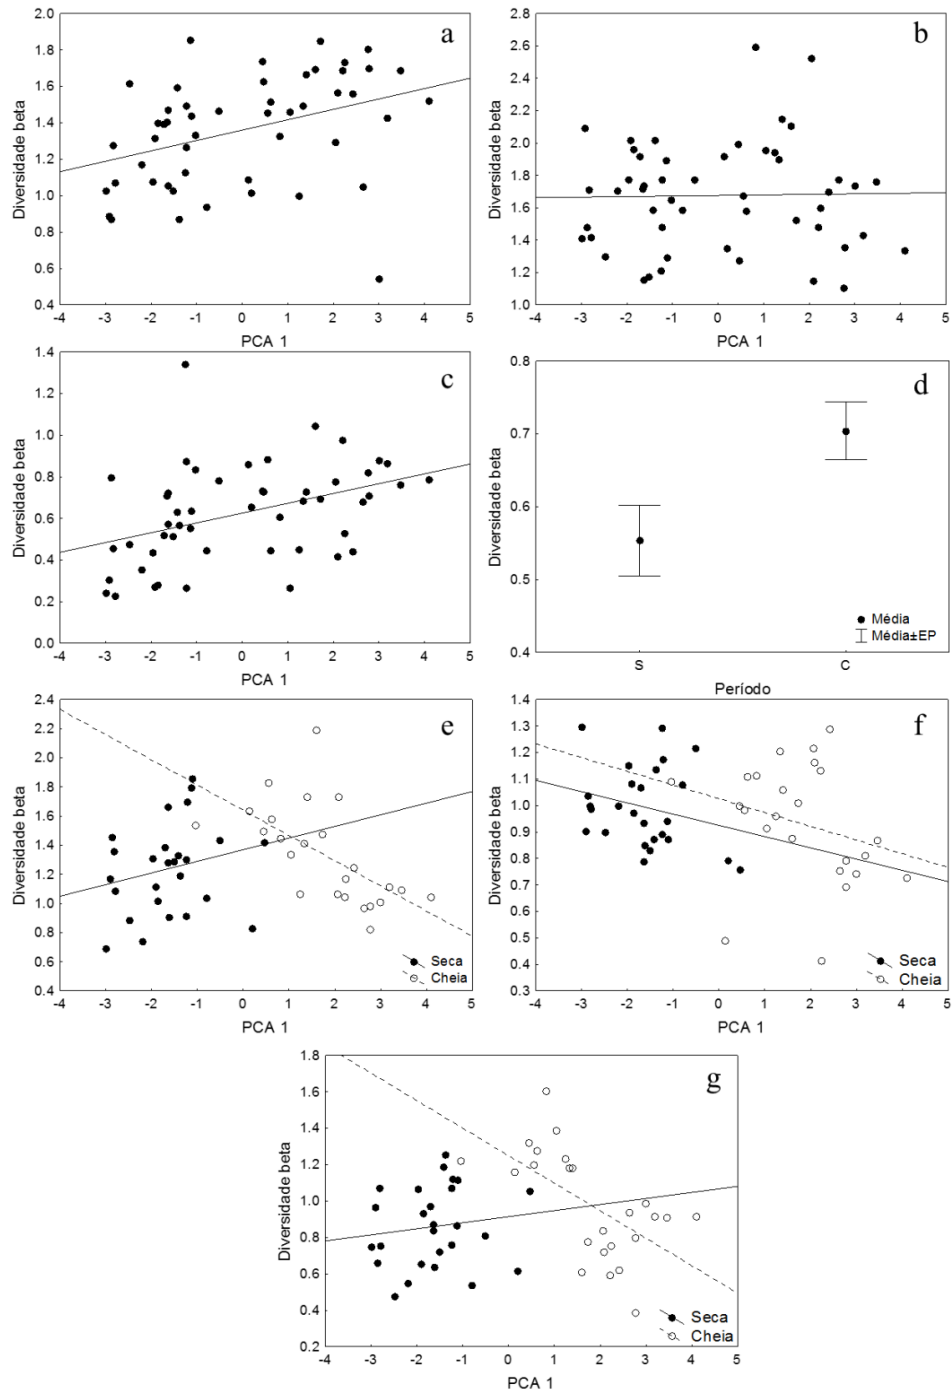 a
2.0
1.8
1.6
1.4
1.2
1.0
0.8
0.6
0.4
Diversidade beta
-4 -3 -2 -1 0 1 2 3 4 5
PCA 1
b
2.8
2.6
2.4
2.2
2.0
1.8
1.6
1.4
1.2
1.0
Diversidade beta
-4 -3 -2 -1 0 1 2 3 4 5
PCA 1
c
1.4
1.2
1.0
0.8
0.6
0.4
0.2
0.0
Diversidade beta
-4 -3 -2 -1 0 1 2 3 4 5
PCA 1
d
0.8
0.7
0.6
0.5
0.4
Diversidade beta
Média
Média±EP
S C
Período
e
2.4
2.2
2.0
1.8
1.6
1.4
1.2
1.0
0.8
0.6
0.4
Diversidade beta
Seca
Cheia
-4 -3 -2 -1 0 1 2 3 4 5
PCA 1
f
1.3
1.2
1.1
1.0
0.9
0.8
0.7
0.6
0.5
0.4
0.3
Diversidade beta
Seca
Cheia
-4 -3 -2 -1 0 1 2 3 4 5
PCA 1
g
1.8
1.6
1.4
1.2
1.0
0.8
0.6
0.4
0.2
Diversidade beta
Seca
Cheia
-4 -3 -2 -1 0 1 2 3 4 5
PCA 1